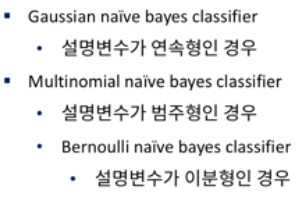 ▪ Gaussian naïve bayes classifier
• 설명변수가 연속형인 경우
▪ Multinomial naïve bayes classifier
• 설명변수가 범주형인 경우
• Bernoulli naïve bayes classifier
• 설명변수가 이분형인 경우